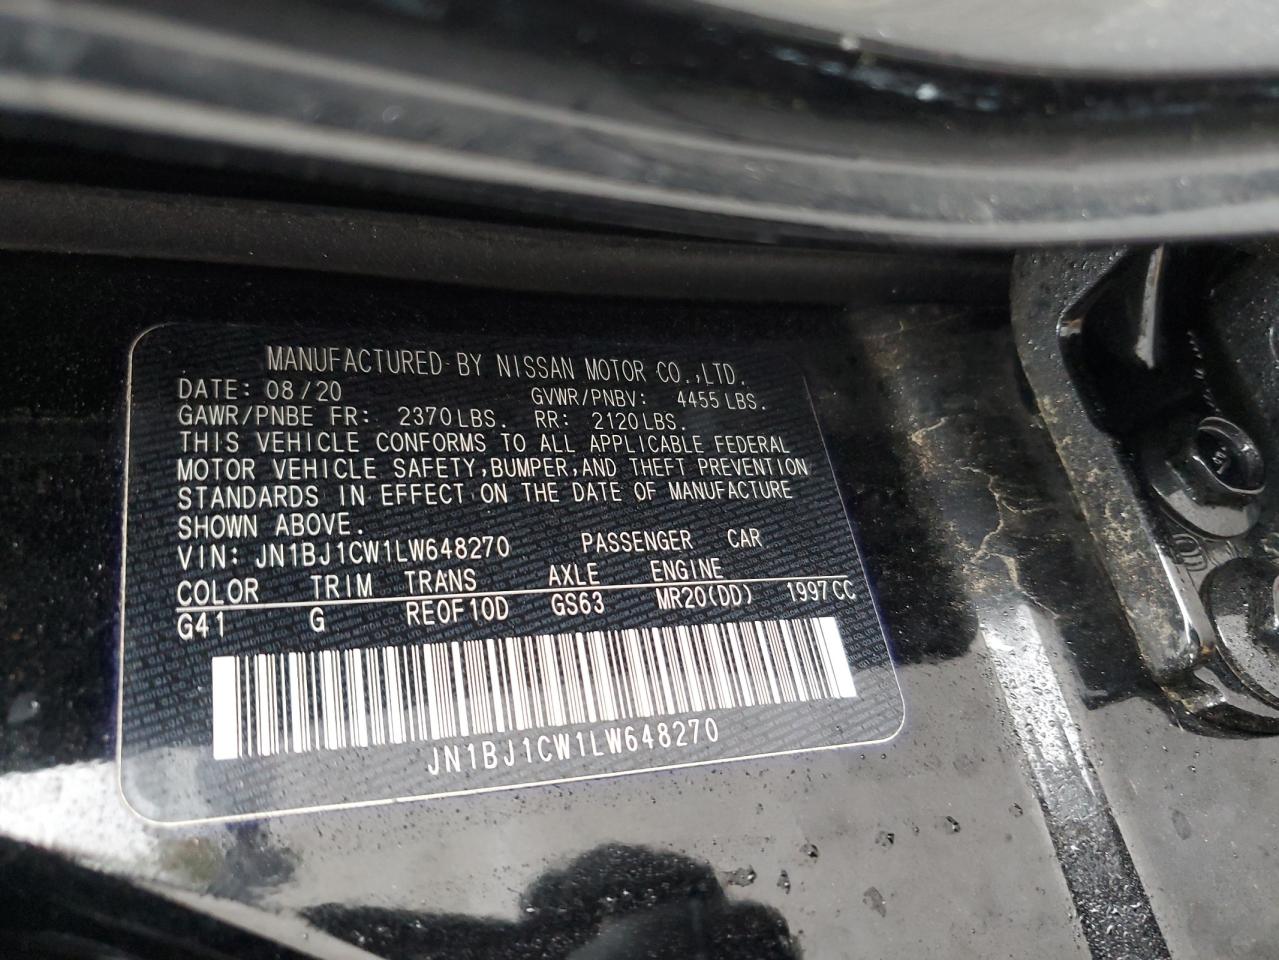 MANUFACTURED BY NISSAN MOTOR CO.,LTD.
DATE: 08/20 GVWR/PNBV: 4455 LBS.
GAWR/PNBE FR: 2370 LBS. RR: 2120 LBS.
THIS VEHICLE CONFORMS TO ALL APPLICABLE FEDERAL
MOTOR VEHICLE SAFETY,BUMPER,AND THEFT PREVENTION
STANDARDS IN EFFECT ON THE DATE OF MANUFACTURE
SHOWN ABOVE.
VIN: JN1BJ1CW1LW648270 PASSENGER CAR
COLOR TRIM TRANS AXLE ENGINE
G41 G RE0F10D GS63 MR20(DD) 1997CC
JN1BJ1CW1LW648270